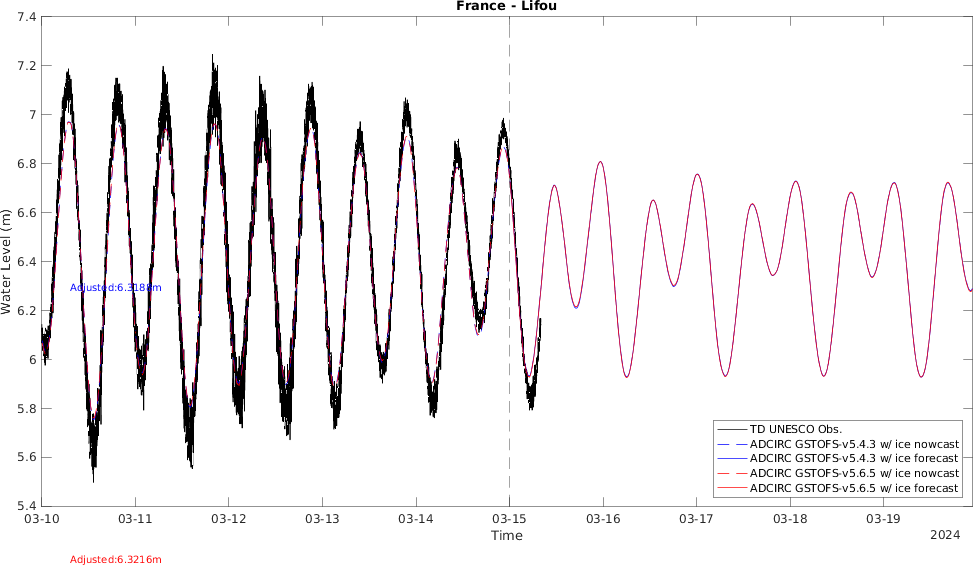 France - Lifou
7.4
7.2
7
6.8
6.6
6.4
6.2
6
5.8
5.6
5.4
Water Level (m)
Adjusted:6.3188m
TD UNESCO Obs.
ADCIRC GSTOFS-v5.4.3 w/ ice nowcast
ADCIRC GSTOFS-v5.4.3 w/ ice forecast
ADCIRC GSTOFS-v5.6.5 w/ ice nowcast
ADCIRC GSTOFS-v5.6.5 w/ ice forecast
03-10 03-11 03-12 03-13 03-14 03-15 03-16 03-17 03-18 03-19
Time
2024
Adjusted:6.3216m